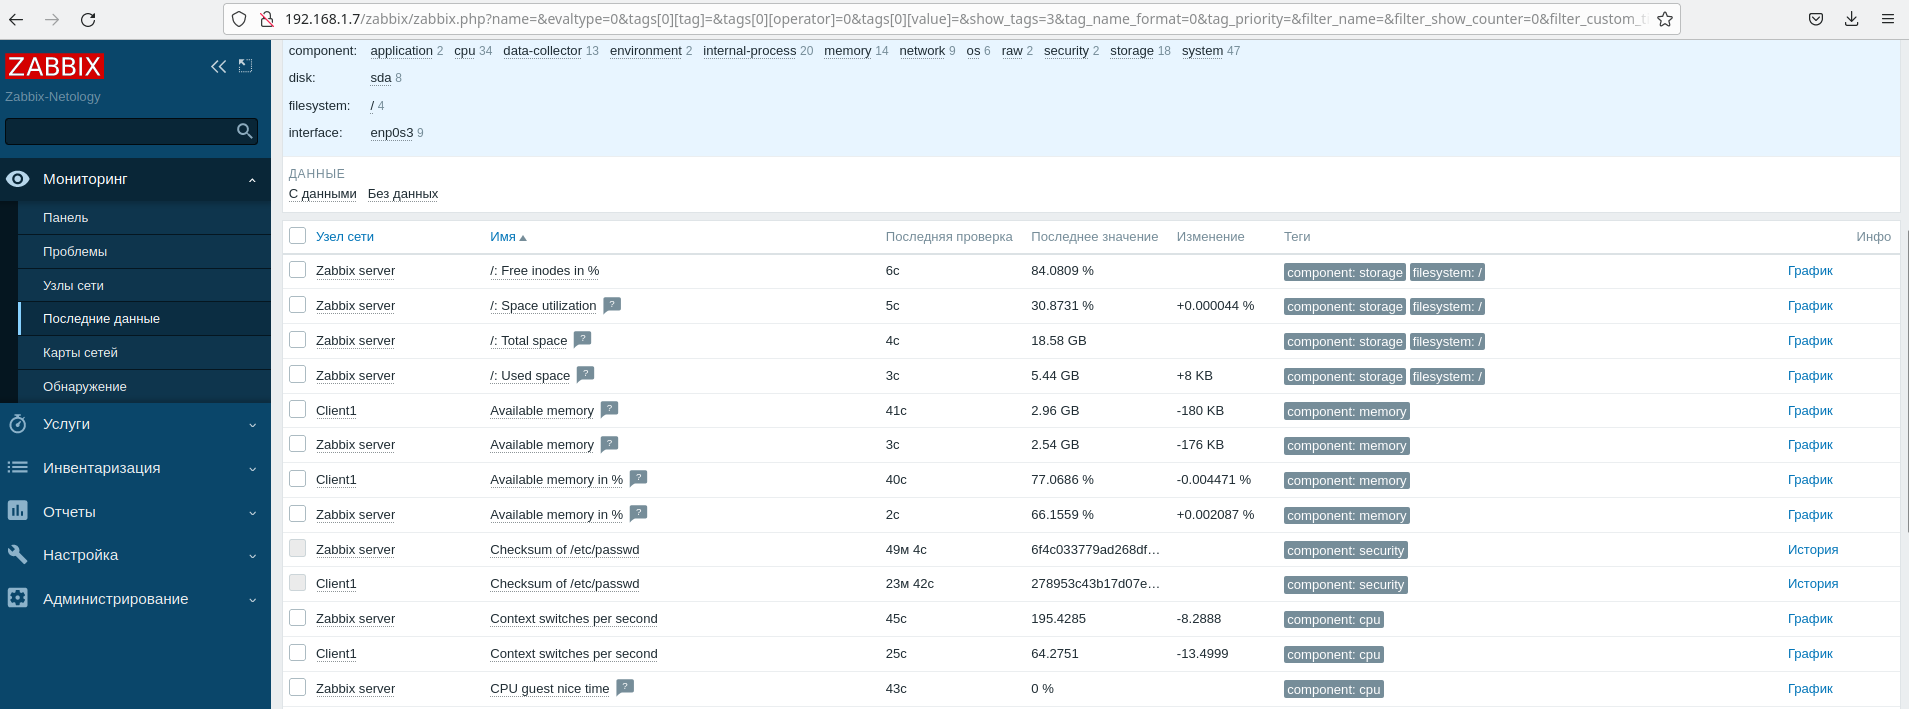 192.168.1.7/zabbix/zabbix.php?name=&evaltype=0&tags[0][tag]=&tags[0][operator]=0&tags[0][value]=&show_tags=3&tag_name_format=0&tag_priority=&filter_name=&filter_show_counter=0&filter_custom_t
ZABBIX
Zabbix-Netology
Мониторинг
Панель
Проблемы
Узлы сети
Последние данные
Карты сетей
Обнаружение
Услуги
Инвентаризация
Отчеты
Настройка
Администрирование
component: application 2 cpu 34 data-collector 13 environment 2 internal-process 20 memory 14 network 9 os 6 raw 2 security 2 storage 18 system 47
disk: sda 8
filesystem: / 4
interface: enp0s3 9
ДАННЫЕ
С данными Без данных
Узел сети Имя Последняя проверка Последнее значение Изменение Теги Инфо
Zabbix server /: Free inodes in % 6с 84.0809 % component: storage filesystem: / График
Zabbix server /: Space utilization ? 5с 30.8731 % +0.000044 % component: storage filesystem: / График
Zabbix server /: Total space ? 4с 18.58 GB component: storage filesystem: / График
Zabbix server /: Used space ? 3с 5.44 GB +8 KB component: storage filesystem: / График
Client1 Available memory ? 41с 2.96 GB -180 KB component: memory График
Zabbix server Available memory ? 3с 2.54 GB -176 KB component: memory График
Client1 Available memory in % ? 40с 77.0686 % -0.004471 % component: memory График
Zabbix server Available memory in % ? 2с 66.1559 % +0.002087 % component: memory График
Zabbix server Checksum of /etc/passwd 49м 4с 6f4c033779ad268df... component: security История
Client1 Checksum of /etc/passwd 23м 42с 278953c43b17d07e... component: security История
Zabbix server Context switches per second 45с 195.4285 -8.2888 component: cpu График
Client1 Context switches per second 25с 64.2751 -13.4999 component: cpu График
Zabbix server CPU guest nice time ? 43с 0 % component: cpu График